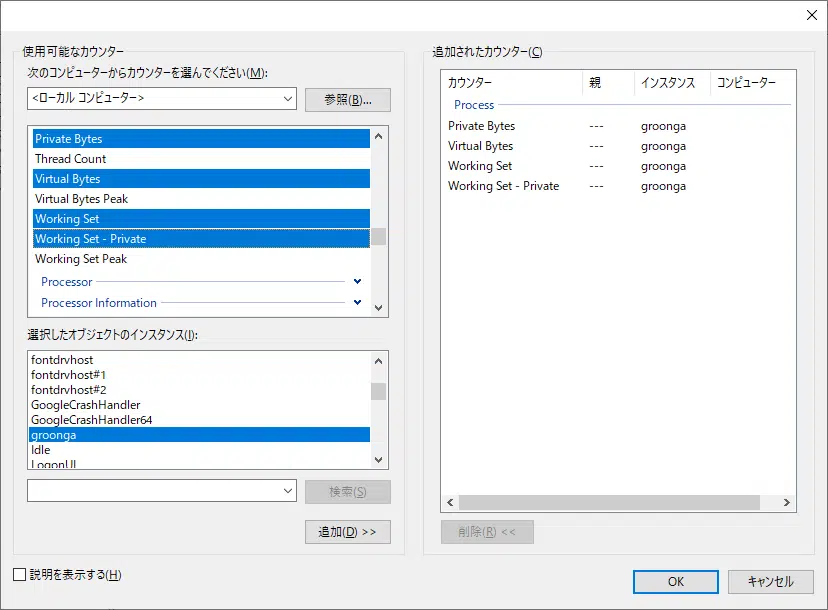 使用可能なカウンター
次のコンピューターからカウンターを選んでください(M):
<ローカル コンピューター>
参照(B)...
Private Bytes
Thread Count
Virtual Bytes
Virtual Bytes Peak
Working Set
Working Set - Private
Working Set Peak
Processor
Processor Information
選択したオブジェクトのインスタンス(I):
fontdrvhost
fontdrvhost#1
fontdrvhost#2
GoogleCrashHandler
GoogleCrashHandler64
groonga
Idle
LogonUI
検索(S)
追加(D) >>
説明を表示する(H)
追加されたカウンター(C)
カウンター 親 インスタンス コンピューター
Process
Private Bytes --- groonga
Virtual Bytes --- groonga
Working Set --- groonga
Working Set - Private --- groonga
削除(R) <<
OK キャンセル